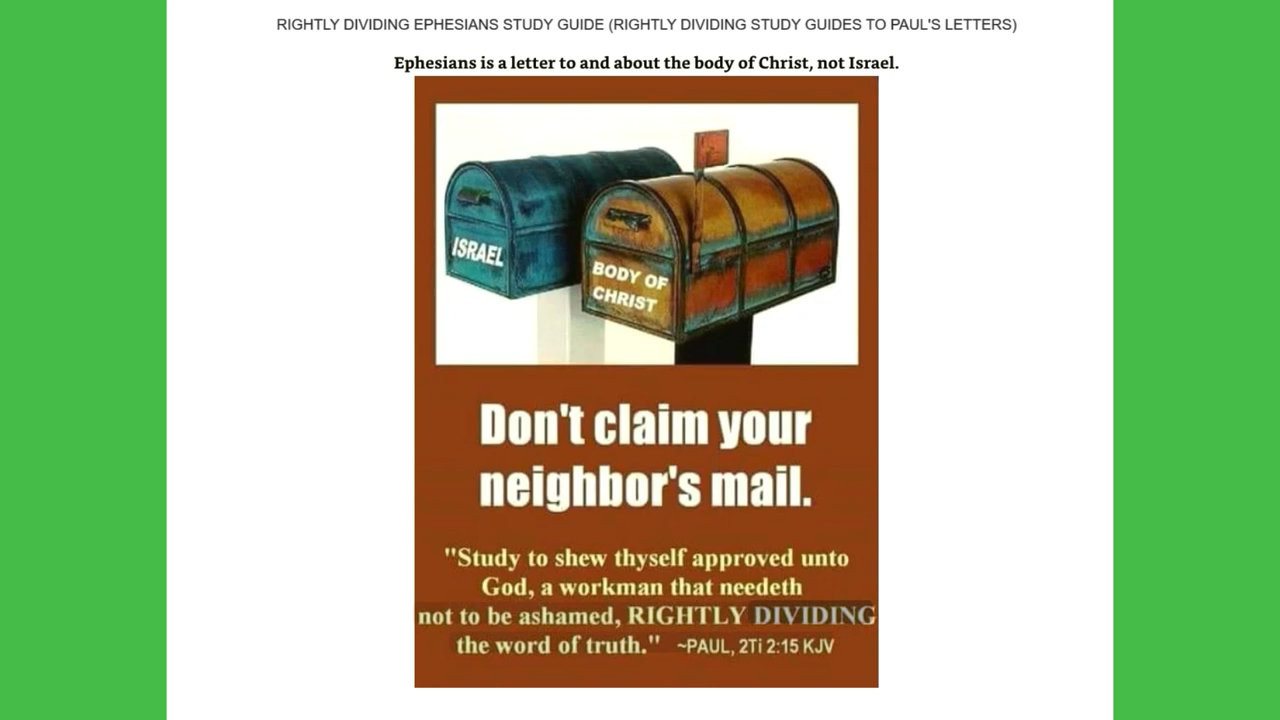 RIGHTLY DIVIDING EPHESIANS STUDY GUIDE (RIGHTLY DIVIDING STUDY GUIDES TO PAUL'S LETTERS)
Ephesians is a letter to and about the body of Christ, not Israel.
ISRAEL
BODY OF
CHRIST
Don't claim your
neighbor's mail.
"Study to shew thyself approved unto
God, a workman that needeth
not to be ashamed, RIGHTLY DIVIDING
the word of truth." ~PAUL, 2Ti 2:15 KJV